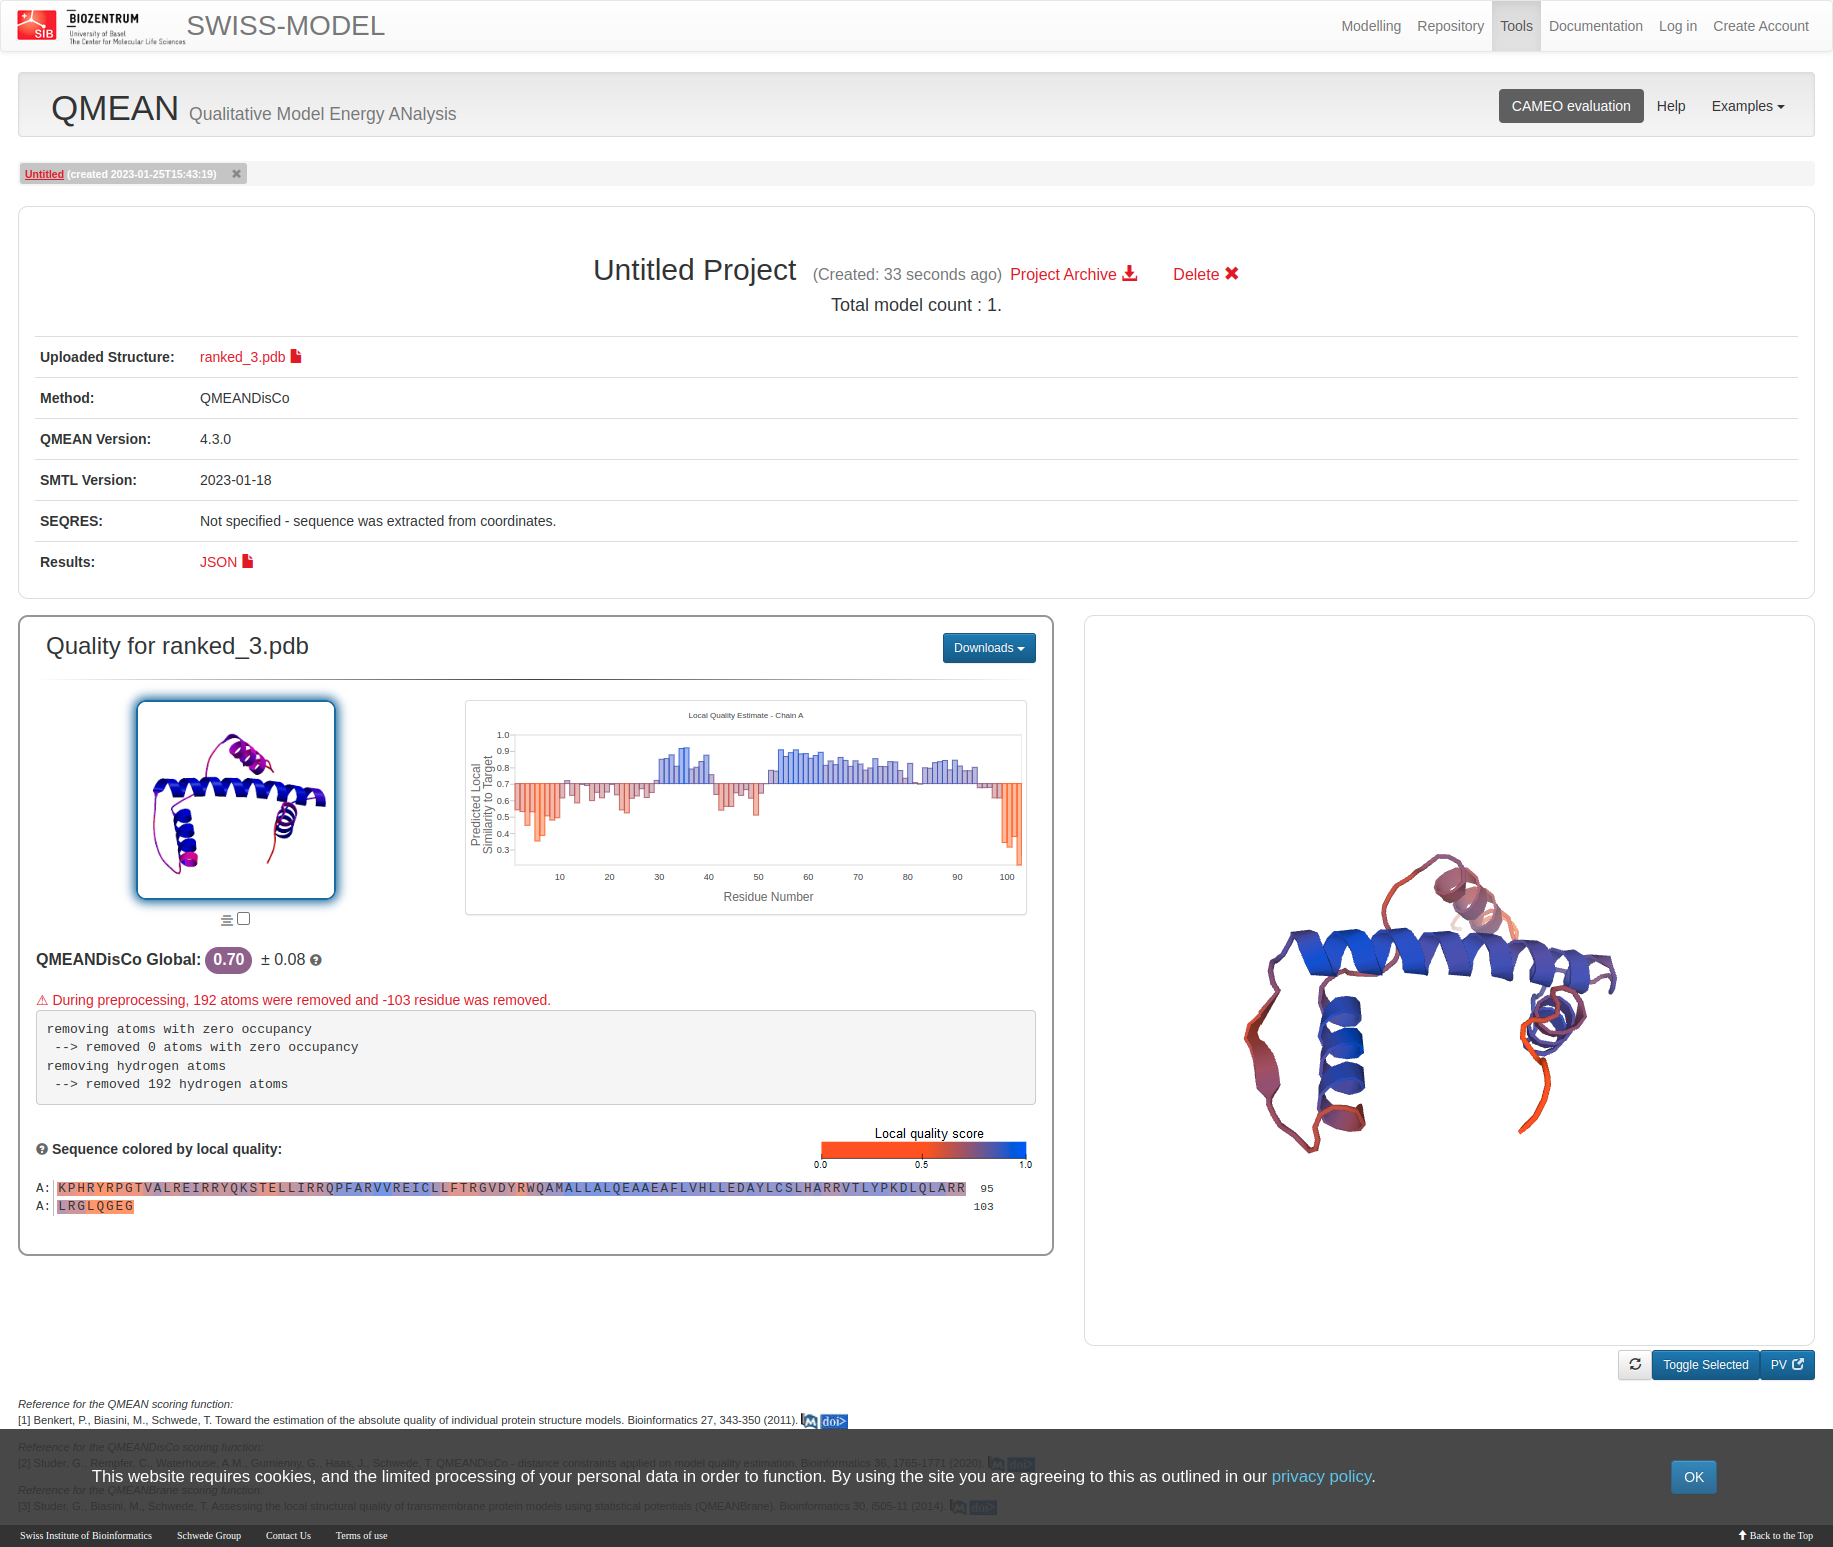 SIB
BIOZENTRUM
University of Basel
The Center for Molecular Life Sciences
SWISS-MODEL
Modelling Repository Tools Documentation Log in Create Account
QMEAN Qualitative Model Energy ANalysis
CAMEO evaluation Help Examples
Untitled (created 2023-01-25T15:43:19)
Untitled Project (Created: 33 seconds ago) Project Archive Delete
Total model count : 1.
Uploaded Structure: ranked_3.pdb
Method: QMEANDisCo
QMEAN Version: 4.3.0
SMTL Version: 2023-01-18
SEQRES: Not specified - sequence was extracted from coordinates.
Results: JSON
Quality for ranked_3.pdb
Downloads
Local Quality Estimate - Chain A
Predicted Local
Similarity to Target
1.0
0.9
0.8
0.7
0.6
0.5
0.4
0.3
10 20 30 40 50 60 70 80 90 100
Residue Number
QMEANDisCo Global: 0.70 ± 0.08
During preprocessing, 192 atoms were removed and -103 residue was removed.
removing atoms with zero occupancy
--> removed 0 atoms with zero occupancy
removing hydrogen atoms
--> removed 192 hydrogen atoms
Sequence colored by local quality:
Local quality score
0.0 0.5 1.0
A: KPHRYRPGTVALREIRRYQKSTELLIRRQPFARVVREICLLFTRGVDYRWQAMALLALQEAAEAFLVHLLEDAYLCSLHARRVTLYPKDLQLARR 95
A: LRGLQGEG 103
Toggle Selected PV
Reference for the QMEAN scoring function:
[1] Benkert, P., Biasini, M., Schwede, T. Toward the estimation of the absolute quality of individual protein structure models. Bioinformatics 27, 343-350 (2011). M doi>
Reference for the QMEANDisCo scoring function:
[2] Studer, G., Rempfer, C., Waterhouse, A.M., Gumienny, G., Haas, J., Schwede, T. QMEANDisCo - distance constraints applied on model quality estimation. Bioinformatics 36, 1765-1771 (2020). M doi>
This website requires cookies, and the limited processing of your personal data in order to function. By using the site you are agreeing to this as outlined in our privacy policy.
OK
Reference for the QMEANBrane scoring function:
[3] Studer, G., Biasini, M., Schwede, T. Assessing the local structural quality of transmembrane protein models using statistical potentials (QMEANBrane). Bioinformatics 30, i505-11 (2014). M doi>
Swiss Institute of Bioinformatics Schwede Group Contact Us Terms of use
Back to the Top